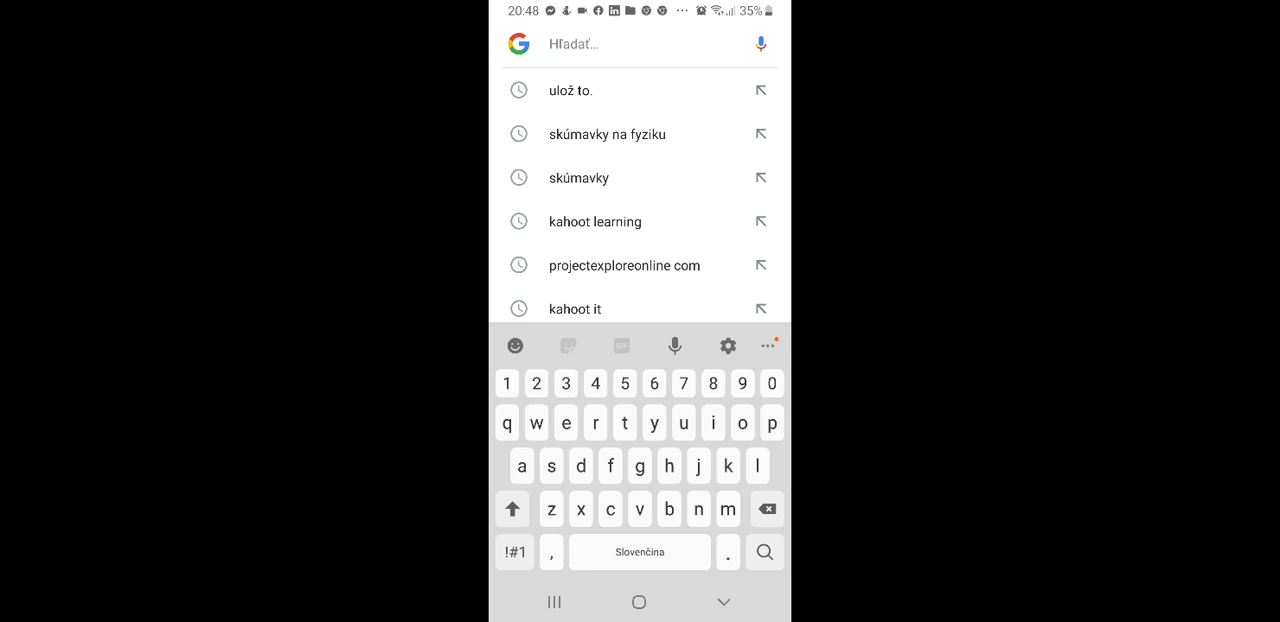 20:48 35%
Hľadať...
ulož to.
skúmavky na fyziku
skúmavky
kahoot learning
projectexploreonline com
kahoot it
GIF
1 2 3 4 5 6 7 8 9 0
q w e r t y u i o p
a s d f g h j k l
z x c v b n m
!#1 , Slovenčina .